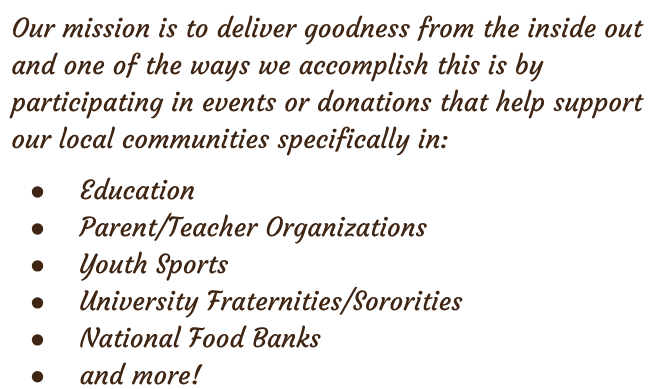 Our mission is to deliver goodness from the inside out
and one of the ways we accomplish this is by
participating in events or donations that help support
our local communities specifically in:
● Education
● Parent/Teacher Organizations
● Youth Sports
● University Fraternities/Sororities
● National Food Banks
● and more!